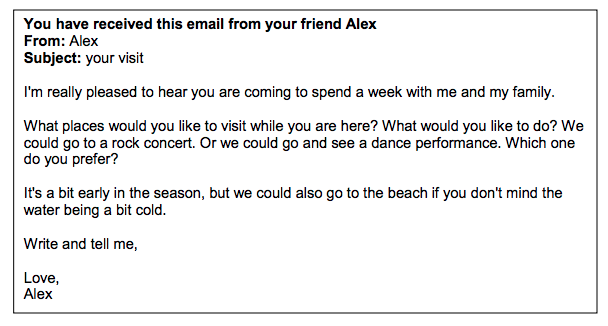 You have received this email from your friend Alex
From: Alex
Subject: your visit
I'm really pleased to hear you are coming to spend a week with me and my family.
What places would you like to visit while you are here? What would you like to do? We
could go to a rock concert. Or we could go and see a dance performance. Which one
do you prefer?
It's a bit early in the season, but we could also go to the beach if you don't mind the
water being a bit cold.
Write and tell me,
Love,
Alex